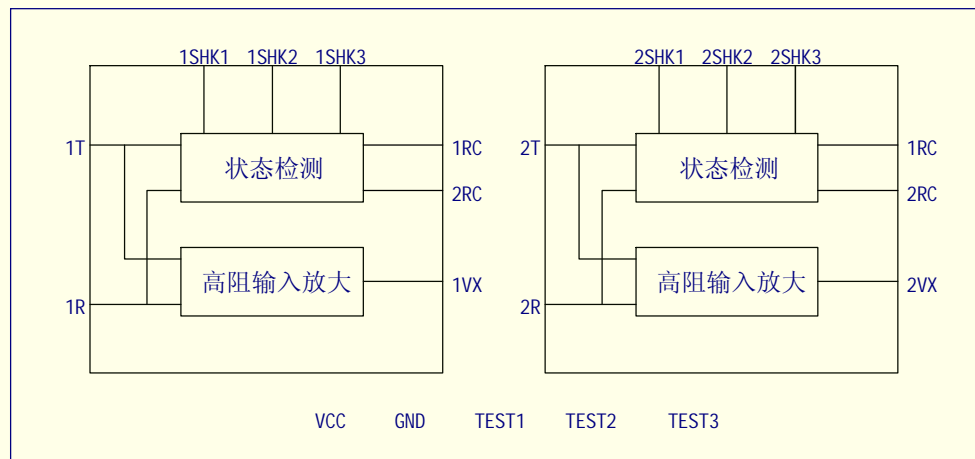 1SHK1 1SHK2 1SHK3 2SHK1 2SHK2 2SHK3
1T 1RC 2T 1RC
状态检测 状态检测
2RC 2RC
高阻输入放大 1VX 高阻输入放大 2VX
1R 2R
VCC GND TEST1 TEST2 TEST3